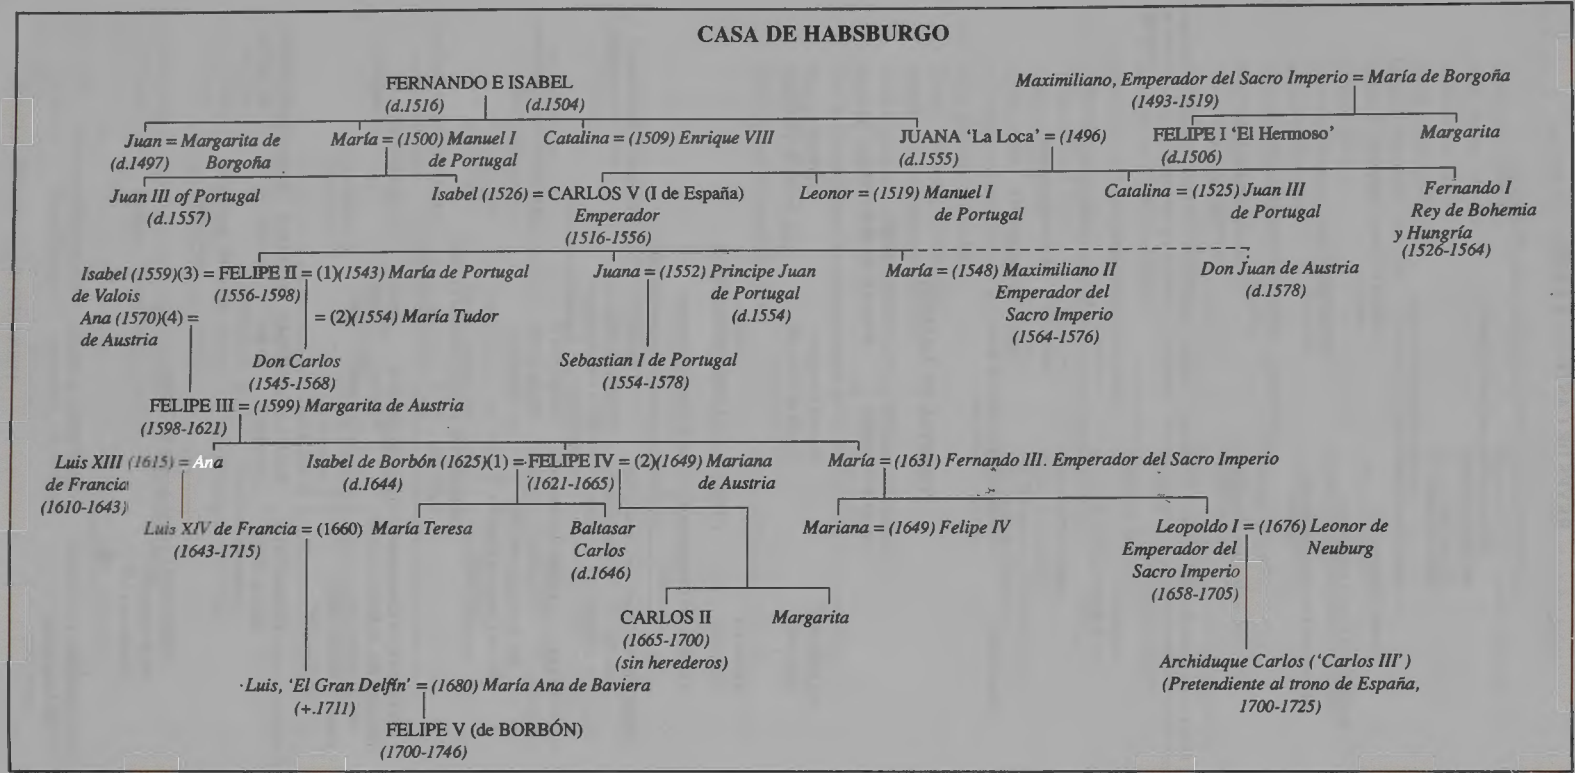 CASA DE HABSBURGO
FERNANDO E ISABEL
(d.1516) (d.1504)
Maximiliano, Emperador del Sacro Imperio = María de Borgoña
(1493-1519)
Juan = Margarita de
(d.1497) Borgoña
María = (1500) Manuel I
de Portugal
Catalina = (1509) Enrique VIII
JUANA ‘La Loca’ = (1496)
(d.1555)
FELIPE I ‘El Hermoso’
(d.1506)
Margarita
Juan III of Portugal
(d.1557)
Isabel (1526) = CARLOS V (I de España)
Emperador
(1516-1556)
Leonor = (1519) Manuel I
de Portugal
Catalina = (1525) Juan III
de Portugal
Fernando I
Rey de Bohemia
y Hungría
(1526-1564)
Isabel (1559)(3) = FELIPE II = (1)(1543) María de Portugal
de Valois (1556-1598)
Ana (1570)(4) = = (2)(1554) María Tudor
de Austria
Juana = (1552) Principe Juan
de Portugal
(d.1554)
María = (1548) Maximiliano II
Emperador del
Sacro Imperio
(1564-1576)
Don Juan de Austria
(d.1578)
Don Carlos
(1545-1568)
Sebastian I de Portugal
(1554-1578)
FELIPE III = (1599) Margarita de Austria
(1598-1621)
Luis XIII (1615) = Ana
de Francia
(1610-1643)
Isabel de Borbón (1625)(1) = FELIPE IV = (2)(1649) Mariana
(d.1644) (1621-1665) de Austria
María = (1631) Fernando III. Emperador del Sacro Imperio
Luis XIV de Francia = (1660) María Teresa
(1643-1715)
Baltasar
Carlos
(d.1646)
Mariana = (1649) Felipe IV
Leopoldo I = (1676) Leonor de
Emperador del Neuburg
Sacro Imperio
(1658-1705)
CARLOS II
(1665-1700)
(sin herederos)
Margarita
Luis, ‘El Gran Delfín’ = (1680) María Ana de Baviera
(+.1711)
Archiduque Carlos (‘Carlos III’)
(Pretendiente al trono de España,
1700-1725)
FELIPE V (de BORBÓN)
(1700-1746)